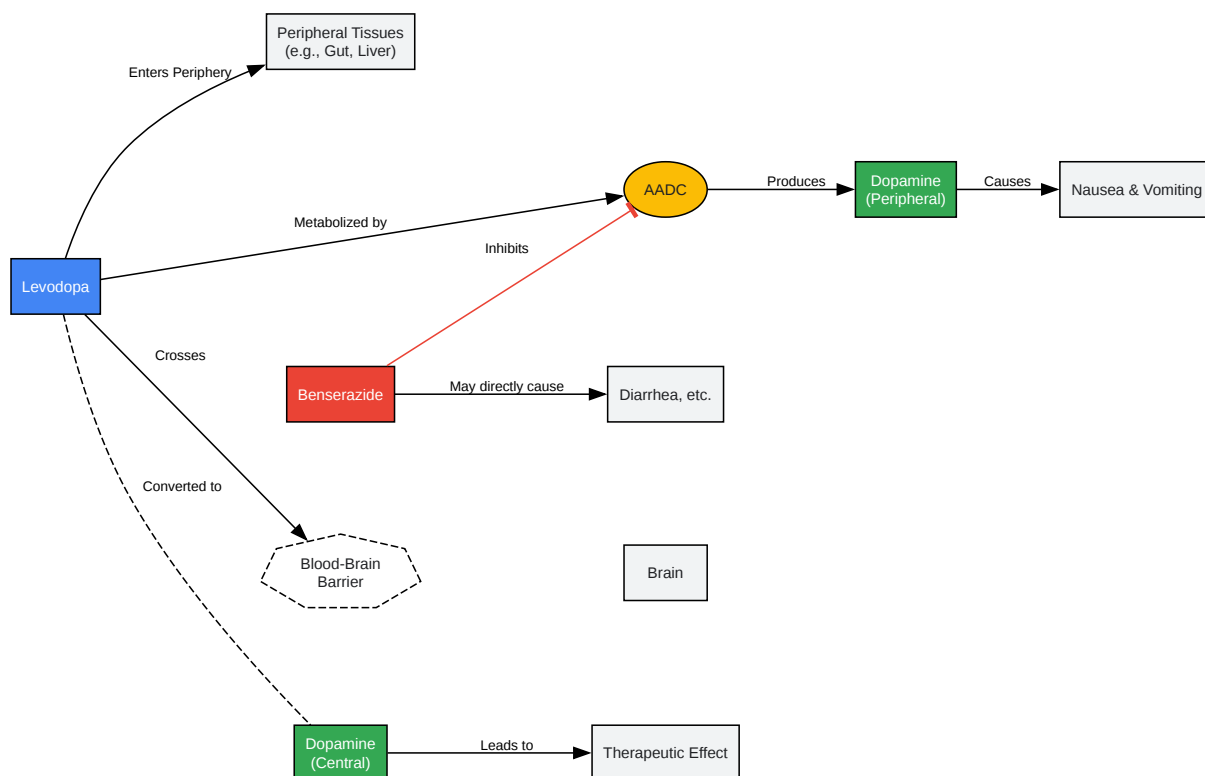 Peripheral Tissues
(e.g., Gut, Liver)
Enters Periphery
AADC
Produces
Dopamine
(Peripheral)
Causes
Nausea & Vomiting
Metabolized by
Inhibits
Levodopa
Crosses
Benserazide
May directly cause
Diarrhea, etc.
Converted to
Blood-Brain
Barrier
Brain
Dopamine
(Central)
Leads to
Therapeutic Effect